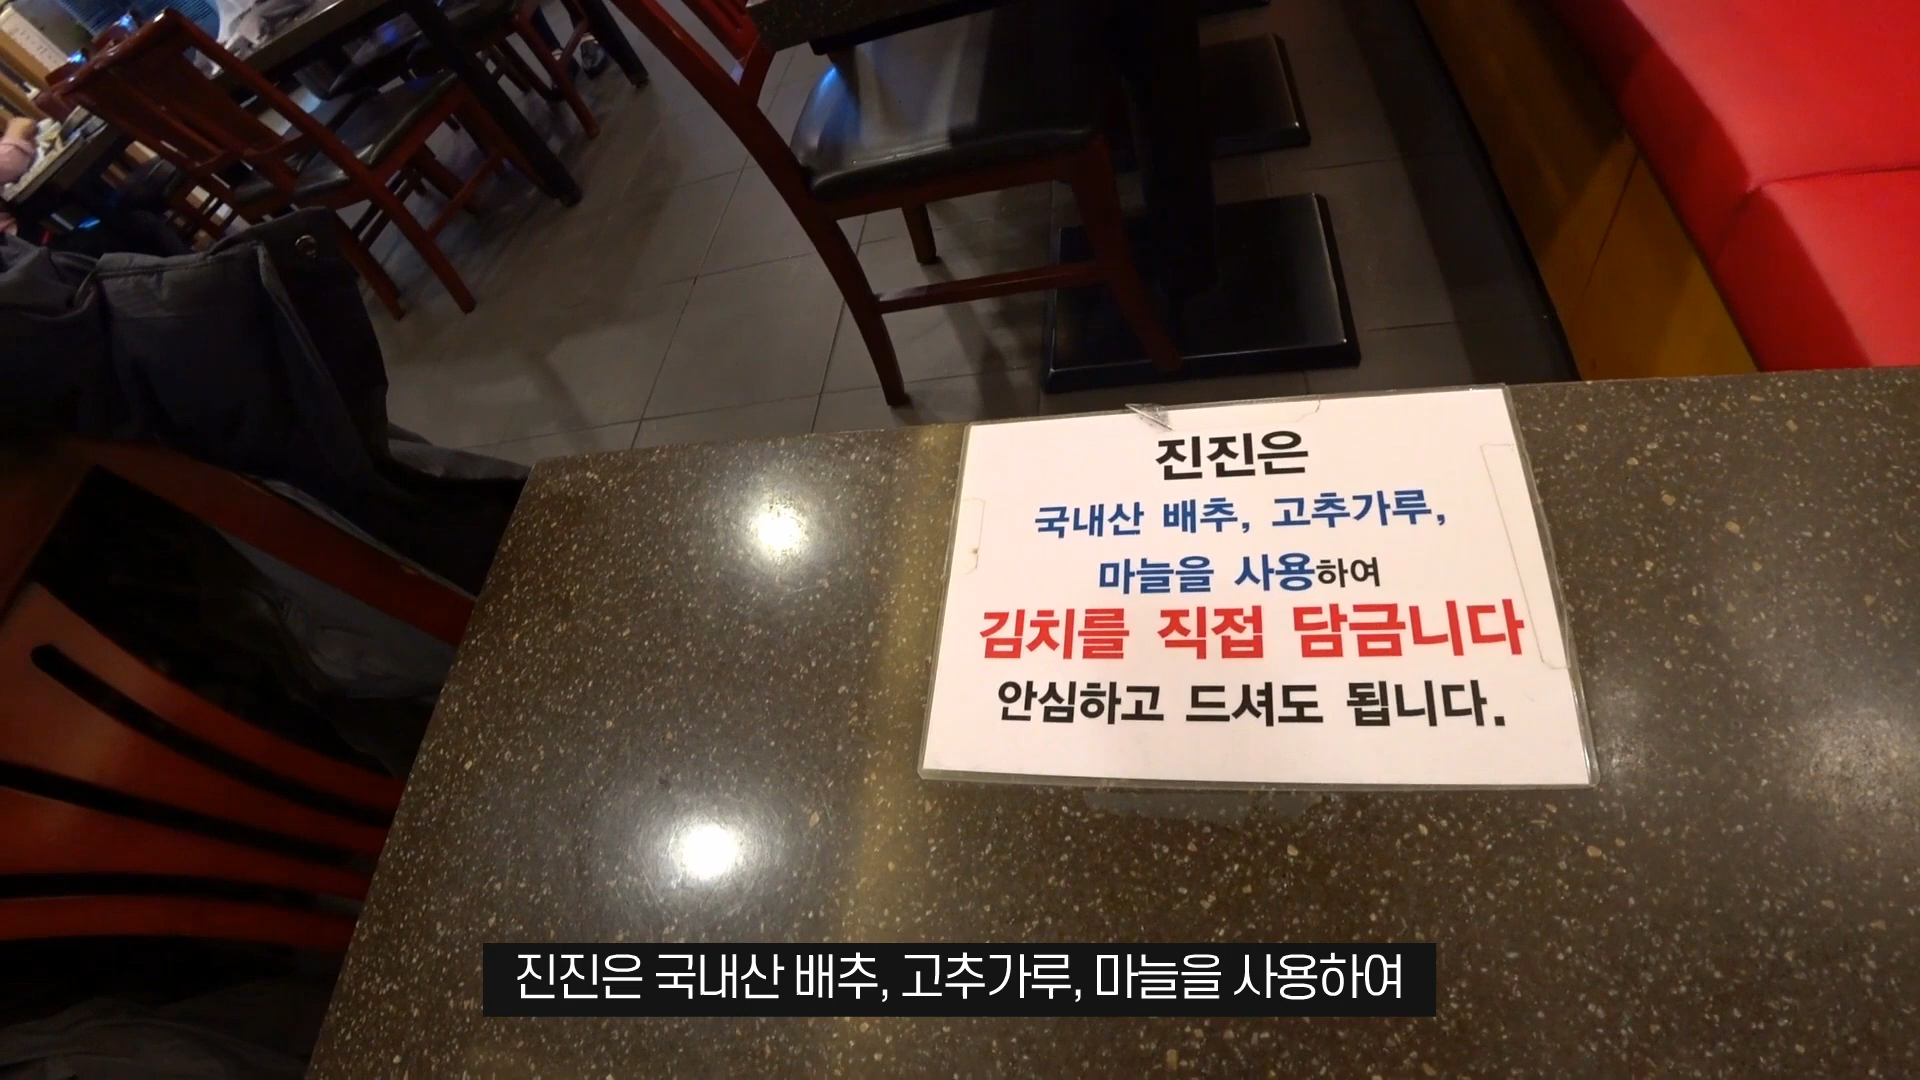 진진은
국내산 배추, 고추가루,
마늘을 사용하여
김치를 직접 담금니다
안심하고 드셔도 됩니다.
진진은 국내산 배추, 고추가루, 마늘을 사용하여